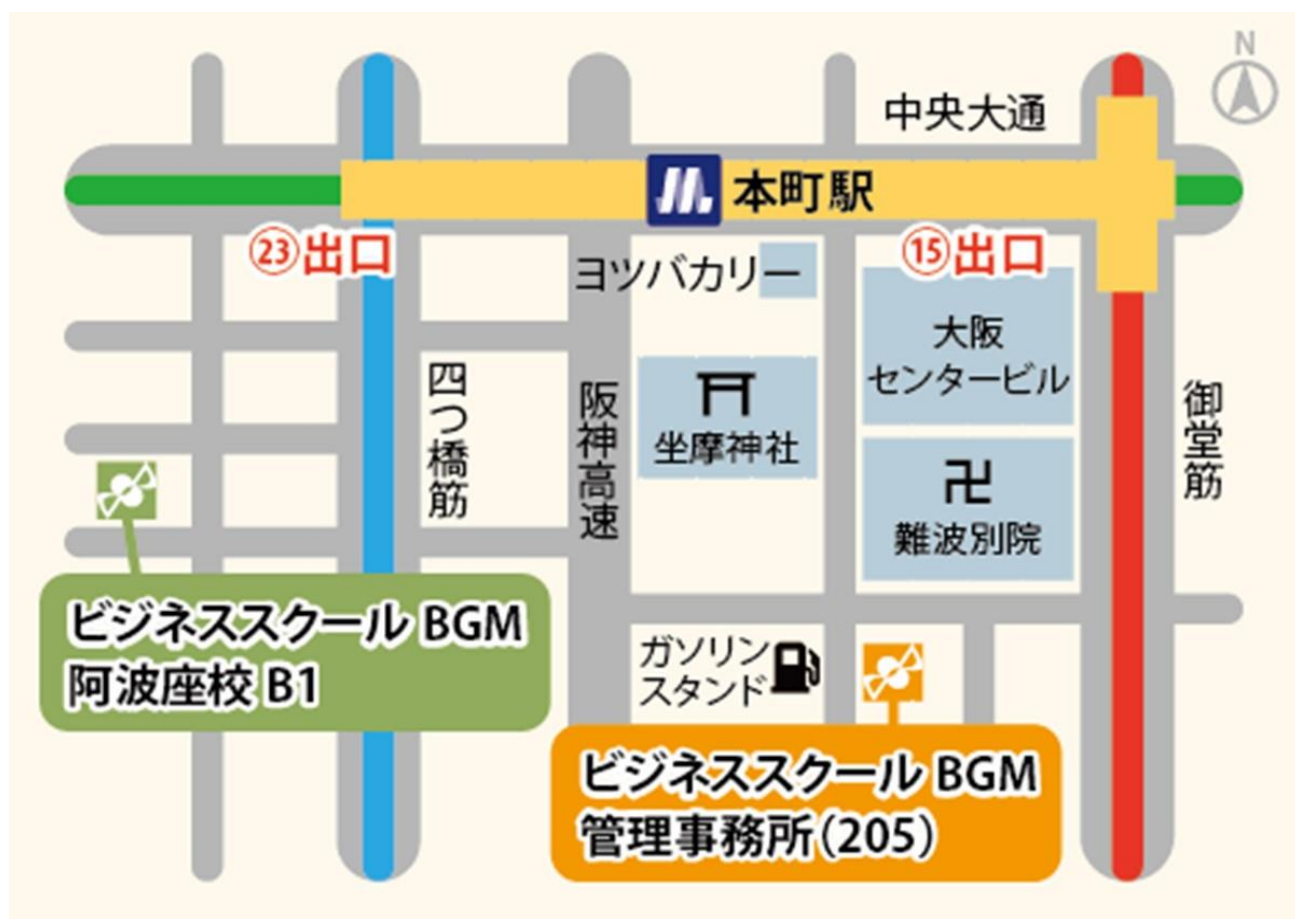 N
中央大通
本町駅
㉓出口
⑮出口
ヨツバカリー
大阪
センタービル
四つ橋筋
阪神高速
坐摩神社
御堂筋
難波別院
ビジネススクール BGM
阿波座校 B1
ガソリン
スタンド
ビジネススクール BGM
管理事務所(205)